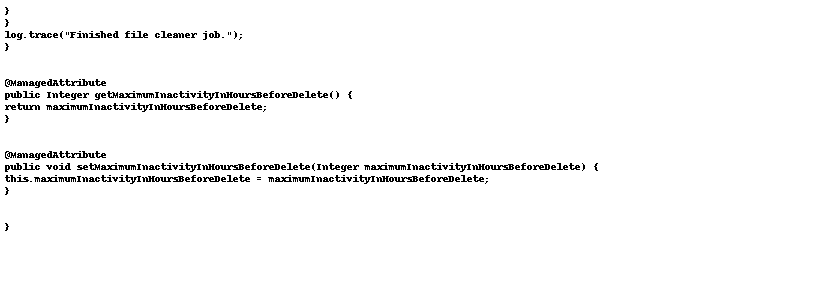 }
}
log.trace("Finished file cleaner job.");
}
@ManagedAttribute
public Integer getMaximumInactivityInHoursBeforeDelete() {
return maximumInactivityInHoursBeforeDelete;
}
@ManagedAttribute
public void setMaximumInactivityInHoursBeforeDelete(Integer maximumInactivityInHoursBeforeDelete) {
this.maximumInactivityInHoursBeforeDelete = maximumInactivityInHoursBeforeDelete;
}
}